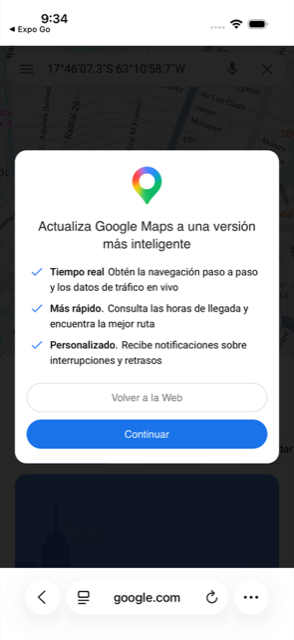 9:34
◀ Expo Go
17°46'07.3"S 63°10'58.7"W
Radial 26
Actualiza Google Maps a una versión
más inteligente
Tiempo real Obtén la navegación paso a paso
y los datos de tráfico en vivo
Más rápido. Consulta las horas de llegada y
encuentra la mejor ruta
Personalizado. Recibe notificaciones sobre
interrupciones y retrasos
Volver a la Web
Continuar
google.com